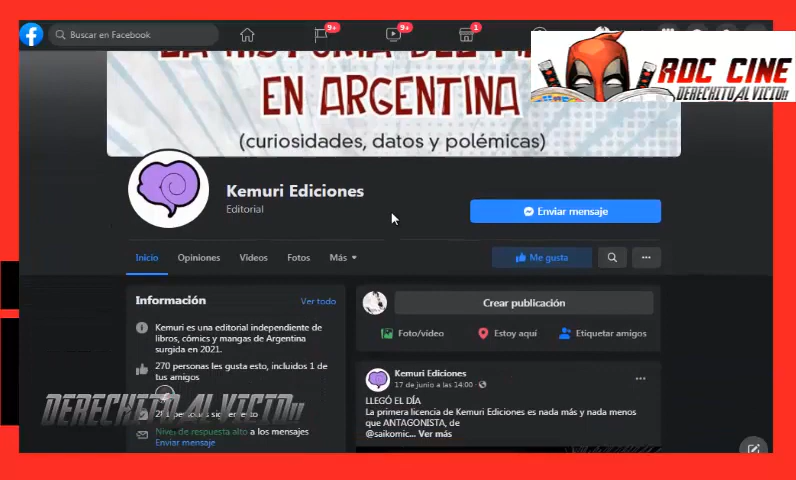 Buscar en Facebook
9+
9+
1
EN ARGENTINA
(curiosidades, datos y polémicas)
RDC CINE
DERECHITO AL VICIO!!
Kemuri Ediciones
Editorial
Enviar mensaje
Inicio
Opiniones
Videos
Fotos
Más
Me gusta
Información
Ver todo
Kemuri es una editorial independiente de
libros, cómics y mangas de Argentina
surgida en 2021.
270 personas les gusta esto, incluidos 1 de
tus amigos
Nivel de respuesta alto a los mensajes
Enviar mensaje
Crear publicación
Foto/video
Estoy aquí
Etiquetar amigos
Kemuri Ediciones
17 de junio a las 14:00
LLEGÓ EL DÍA
La primera licencia de Kemuri Ediciones es nada más y nada menos
que ANTAGONISTA, de
@saikomic... Ver más
DERECHITO AL VICIO!!